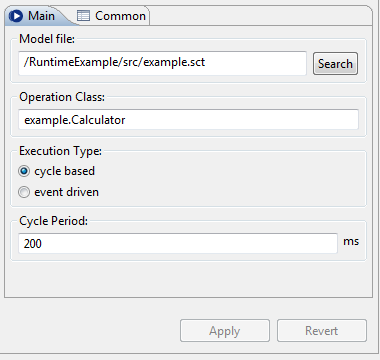 Main Common
Model file:
/RuntimeExample/src/example.sct Search
Operation Class:
example.Calculator
Execution Type:
cycle based
event driven
Cycle Period:
200 ms
Apply Revert